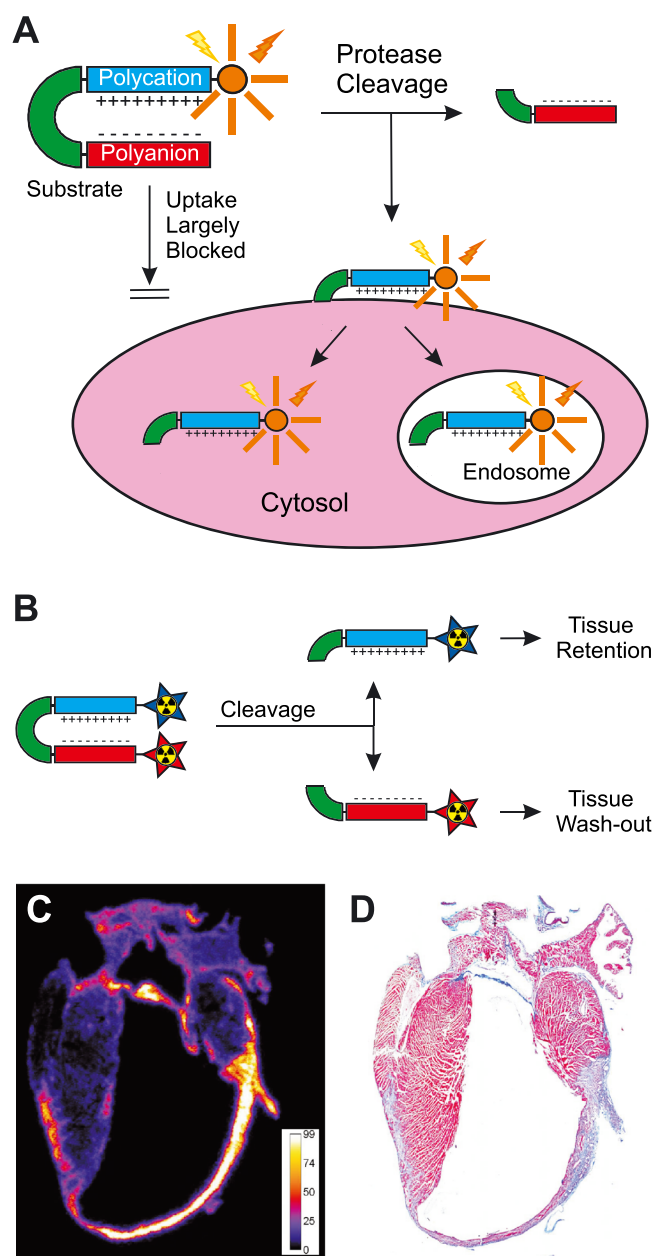 A
Polycation
+++++++++
Protease
Cleavage
---------
---------
Polyanion
Substrate
Uptake
Largely
Blocked
+++++++++
+++++++++
+++++++++
Endosome
Cytosol
B
+++++++++
Tissue
Retention
+++++++++
Cleavage
---------
---------
Tissue
Wash-out
C
D
99
74
50
25
0